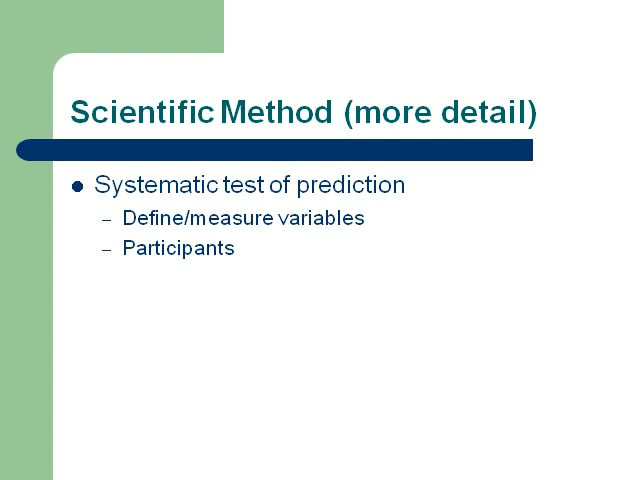 Scientific Method (more detail)
● Systematic test of prediction
– Define/measure variables
– Participants